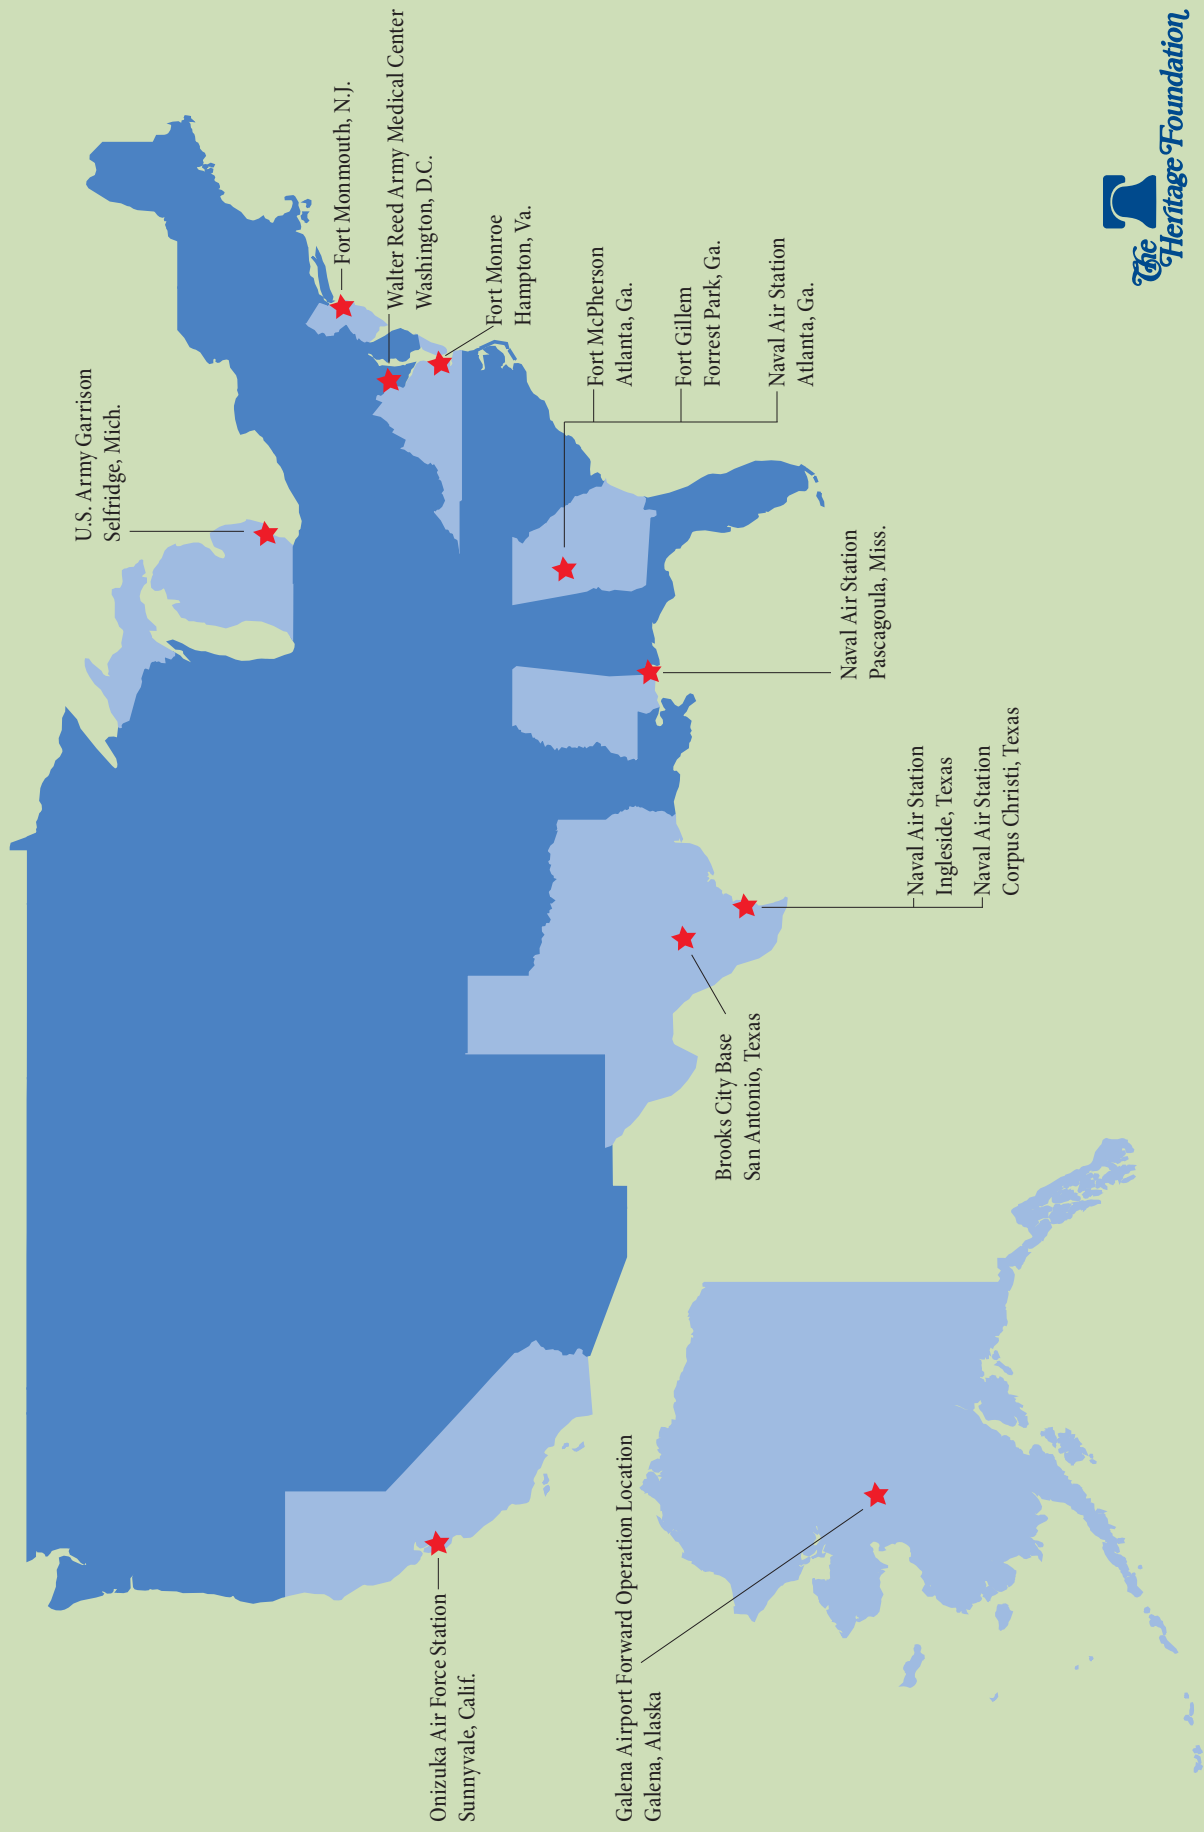 U.S. Army Garrison
Selfridge, Mich.
Fort Monmouth, N.J.
Walter Reed Army Medical Center
Washington, D.C.
Fort Monroe
Hampton, Va.
Fort McPherson
Atlanta, Ga.
Fort Gillem
Forrest Park, Ga.
Naval Air Station
Atlanta, Ga.
Naval Air Station
Pascagoula, Miss.
Naval Air Station
Ingleside, Texas
Naval Air Station
Corpus Christi, Texas
Brooks City Base
San Antonio, Texas
Onizuka Air Force Station
Sunnyvale, Calif.
Galena Airport Forward Operation Location
Galena, Alaska
The
Heritage Foundation